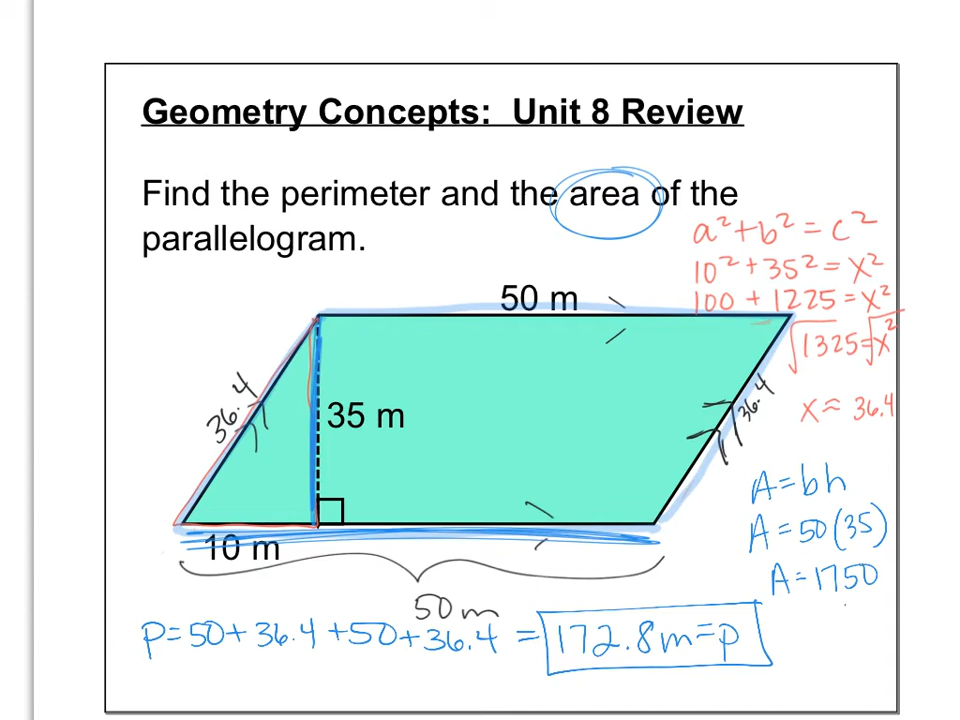 Geometry Concepts: Unit 8 Review
Find the perimeter and the area of the
parallelogram.
a²+b²=c²
10²+35²=x²
100+1225=x²
√1325=√x²
x≈36.4
50 m
36.4
35 m
36.4
10 m
50m
A=bh
A=50(35)
A=1750
P=50+36.4+50+36.4=172.8m=p